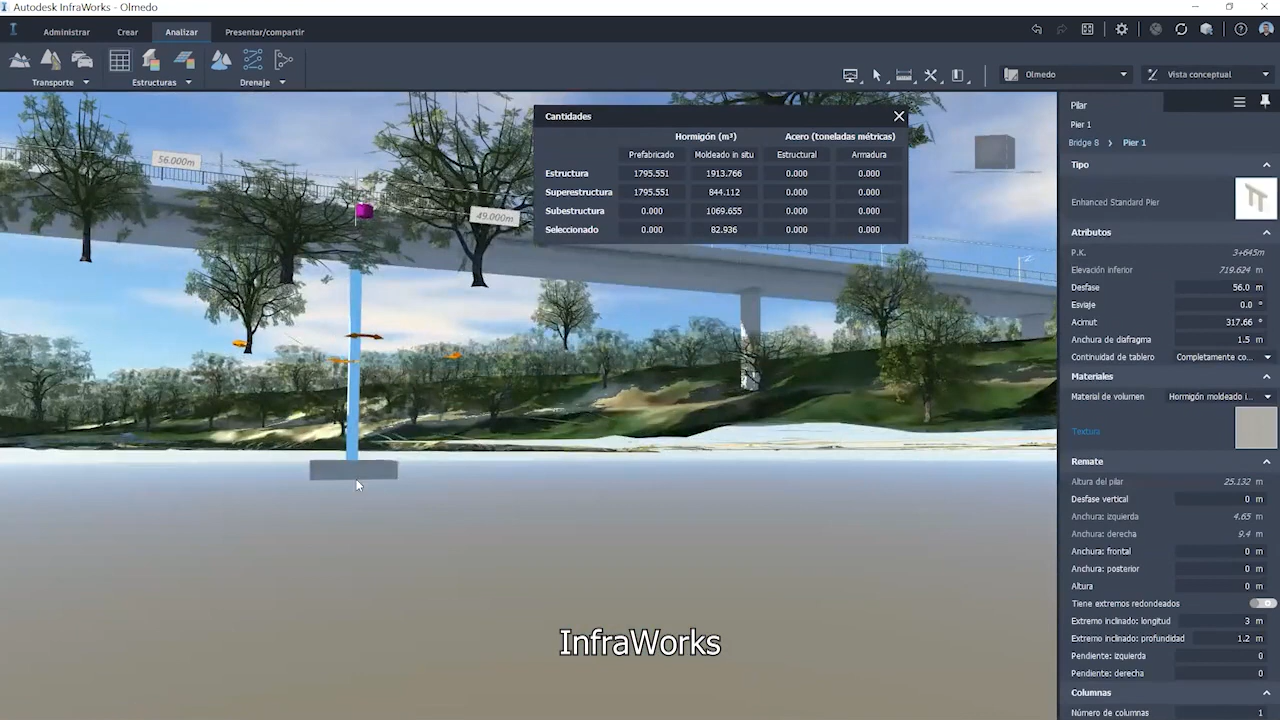 Autodesk InfraWorks - Olmedo
Administrar Crear Analizar Presentar/compartir
Transporte Estructuras Drenaje
Olmedo Vista conceptual
56.000m
49.000m
Cantidades
Hormigón (m³) Acero (toneladas métricas)
Prefabricado Moldeado in situ Estructural Armadura
Estructura 1795.551 1913.766 0.000 0.000
Superestructura 1795.551 844.112 0.000 0.000
Subestructura 0.000 1069.655 0.000 0.000
Seleccionado 0.000 82.936 0.000 0.000
Pilar
Pier 1
Bridge 8 > Pier 1
Tipo
Enhanced Standard Pier
Atributos
P.K. 3+645m
Elevación inferior 719.624 m
Desfase 56.0 m
Esviaje 0.0 °
Acimut 317.66 °
Anchura de diafragma 1.5 m
Continuidad de tablero Completamente co...
Materiales
Material de volumen Hormigón moldeado i...
Textura
Remate
Altura del pilar 25.132 m
Desfase vertical 0 m
Anchura: izquierda 4.65 m
Anchura: derecha 9.4 m
Anchura: frontal 0 m
Anchura: posterior 0 m
Altura 0 m
Tiene extremos redondeados
Extremo inclinado: longitud 3 m
Extremo inclinado: profundidad 1.2 m
Pendiente: izquierda 0
Pendiente: derecha 0
Columnas
Número de columnas 1
InfraWorks